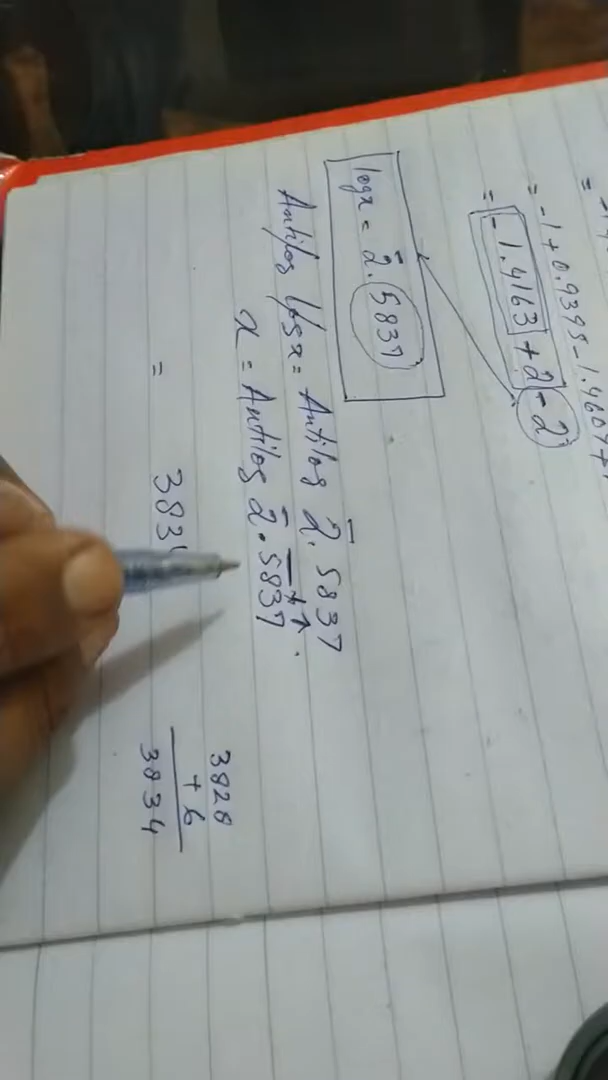 = -1 + 0.9395 - 1.4607 +
= - 1.4163 + 2 - 2
log x = 2̄.5837
Antilog log x = Antilog 2̄.5837
x = Antilog 2̄.5837
= 383
3828
+ 6
3834